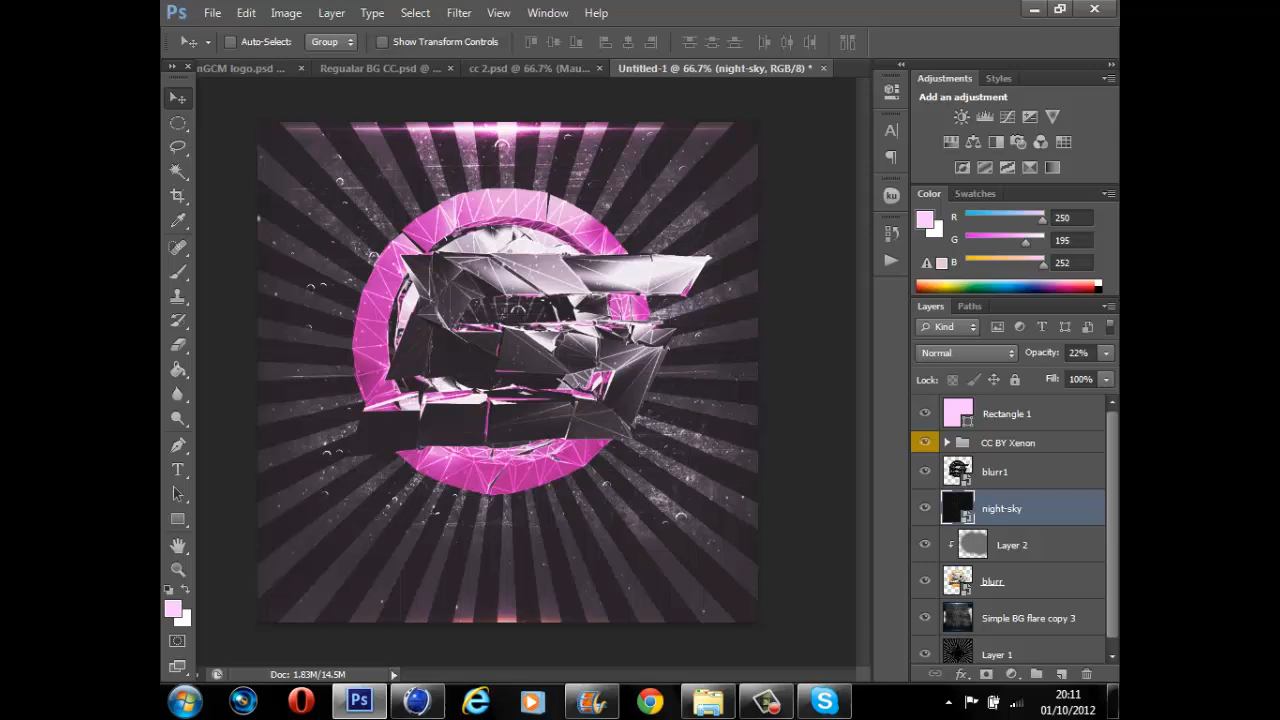 Ps File Edit Image Layer Type Select Filter View Window Help
Auto-Select: Group Show Transform Controls
nGCM logo.psd ... × Regualar BG CC.psd @ ... × cc 2.psd @ 66.7% (Mau... × Untitled-1 @ 66.7% (night-sky, RGB/8) * ×
Adjustments Styles
Add an adjustment
Color Swatches
R 250
G 195
B 252
Layers Paths
Kind
Normal Opacity: 22%
Lock: Fill: 100%
Rectangle 1
CC BY Xenon
blurr1
night-sky
Layer 2
blurr
Simple BG flare copy 3
Layer 1
Doc: 1.83M/14.5M
Ps
20:11
01/10/2012